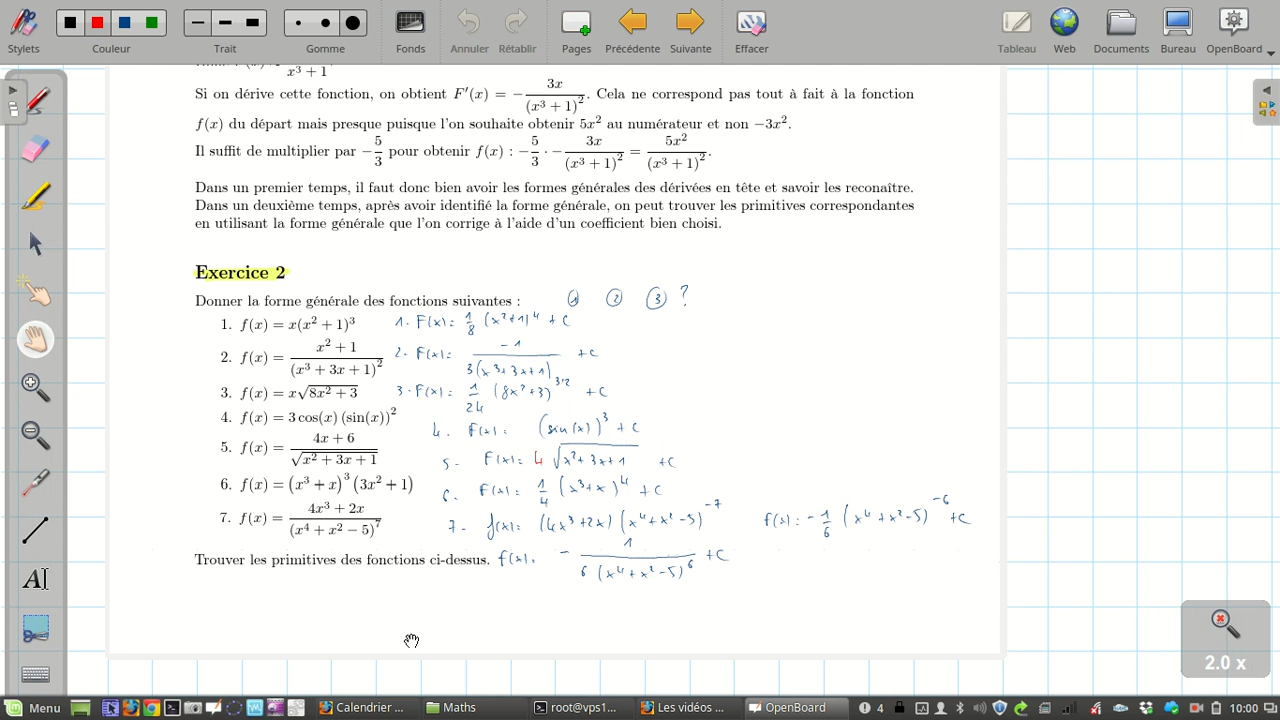 Stylets Couleur Trait Gomme Fonds Annuler Rétablir Pages Précédente Suivante Effacer Tableau Web Documents Bureau OpenBoard
x³ + 1
Si on dérive cette fonction, on obtient F′(x) = − 3x / (x³ + 1)². Cela ne correspond pas tout à fait à la fonction
f(x) du départ mais presque puisque l'on souhaite obtenir 5x² au numérateur et non −3x².
Il suffit de multiplier par − 5/3 pour obtenir f(x) : − 5/3 · − 3x / (x³ + 1)² = 5x² / (x³ + 1)².
Dans un premier temps, il faut donc bien avoir les formes générales des dérivées en tête et savoir les reconaître.
Dans un deuxième temps, après avoir identifié la forme générale, on peut trouver les primitives correspondantes
en utilisant la forme générale que l'on corrige à l'aide d'un coefficient bien choisi.
Exercice 2
Donner la forme générale des fonctions suivantes : ① ② ③ ?
1. f(x) = x(x² + 1)³ 1. F(x) = 1/8 (x²+1)⁴ + C
2. f(x) = (x² + 1) / (x³ + 3x + 1)² 2. F(x) = −1 / 3(x³+3x+1) + C
3. f(x) = x√(8x² + 3) 3. F(x) = 1/24 (8x²+3)^3/2 + C
4. f(x) = 3 cos(x) (sin(x))² 4. F(x) = (sin(x))³ + C
5. f(x) = (4x + 6) / √(x² + 3x + 1) 5. F(x) = 4 √(x²+3x+1) + C
6. f(x) = (x³ + x)³ (3x² + 1) 6. F(x) = 1/4 (x³+x)⁴ + C
7. f(x) = (4x³ + 2x) / (x⁴ + x² − 5)⁷ 7. f(x) = (4x³+2x) (x⁴+x²−5)⁻⁷ f(x) = − 1/6 (x⁴+x²−5)⁻⁶ + C
Trouver les primitives des fonctions ci-dessus. f(x) = − 1 / 6 (x⁴+x²−5)⁶ + C
2.0 x
Menu Calendrier ... Maths root@vps1... Les vidéos ... OpenBoard 4 10:00